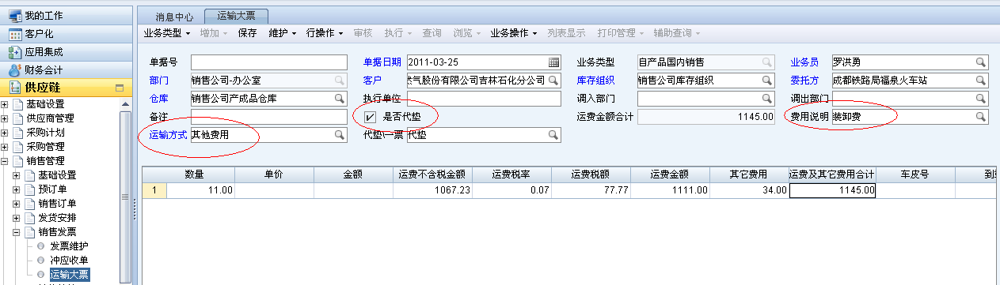 我的工作
客户化
应用集成
财务会计
供应链
基础设置
供应商管理
采购计划
采购管理
销售管理
基础设置
预订单
销售订单
发货安排
销售发票
发票维护
冲应收单
运输大票
消息中心 运输大票
业务类型 增加 保存 维护 行操作 审核 执行 查询 浏览 业务操作 列表显示 打印管理 辅助查询
单据号 单据日期 2011-03-25 业务类型 自产品国内销售 业务员 罗洪勇
部门 销售公司-办公室 客户 然气股份有限公司吉林石化分公司 库存组织 销售公司库存组织 委托方 成都铁路局福泉火车站
仓库 销售公司产成品仓库 执行单位 调入部门 调出部门
备注 是否代垫 运费金额合计 1145.00 费用说明 装卸费
运输方式 其他费用 代垫\一票 代垫
数量 单价 金额 运费不含税金额 运费税率 运费税额 运费金额 其它费用 运费及其它费用合计 车皮号
1 11.00 1067.23 0.07 77.77 1111.00 34.00 1145.00